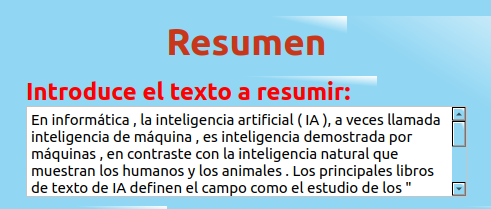 Resumen
Introduce el texto a resumir:
En informática , la inteligencia artificial ( IA ), a veces llamada
inteligencia de máquina , es inteligencia demostrada por
máquinas , en contraste con la inteligencia natural que
muestran los humanos y los animales . Los principales libros
de texto de IA definen el campo como el estudio de los "